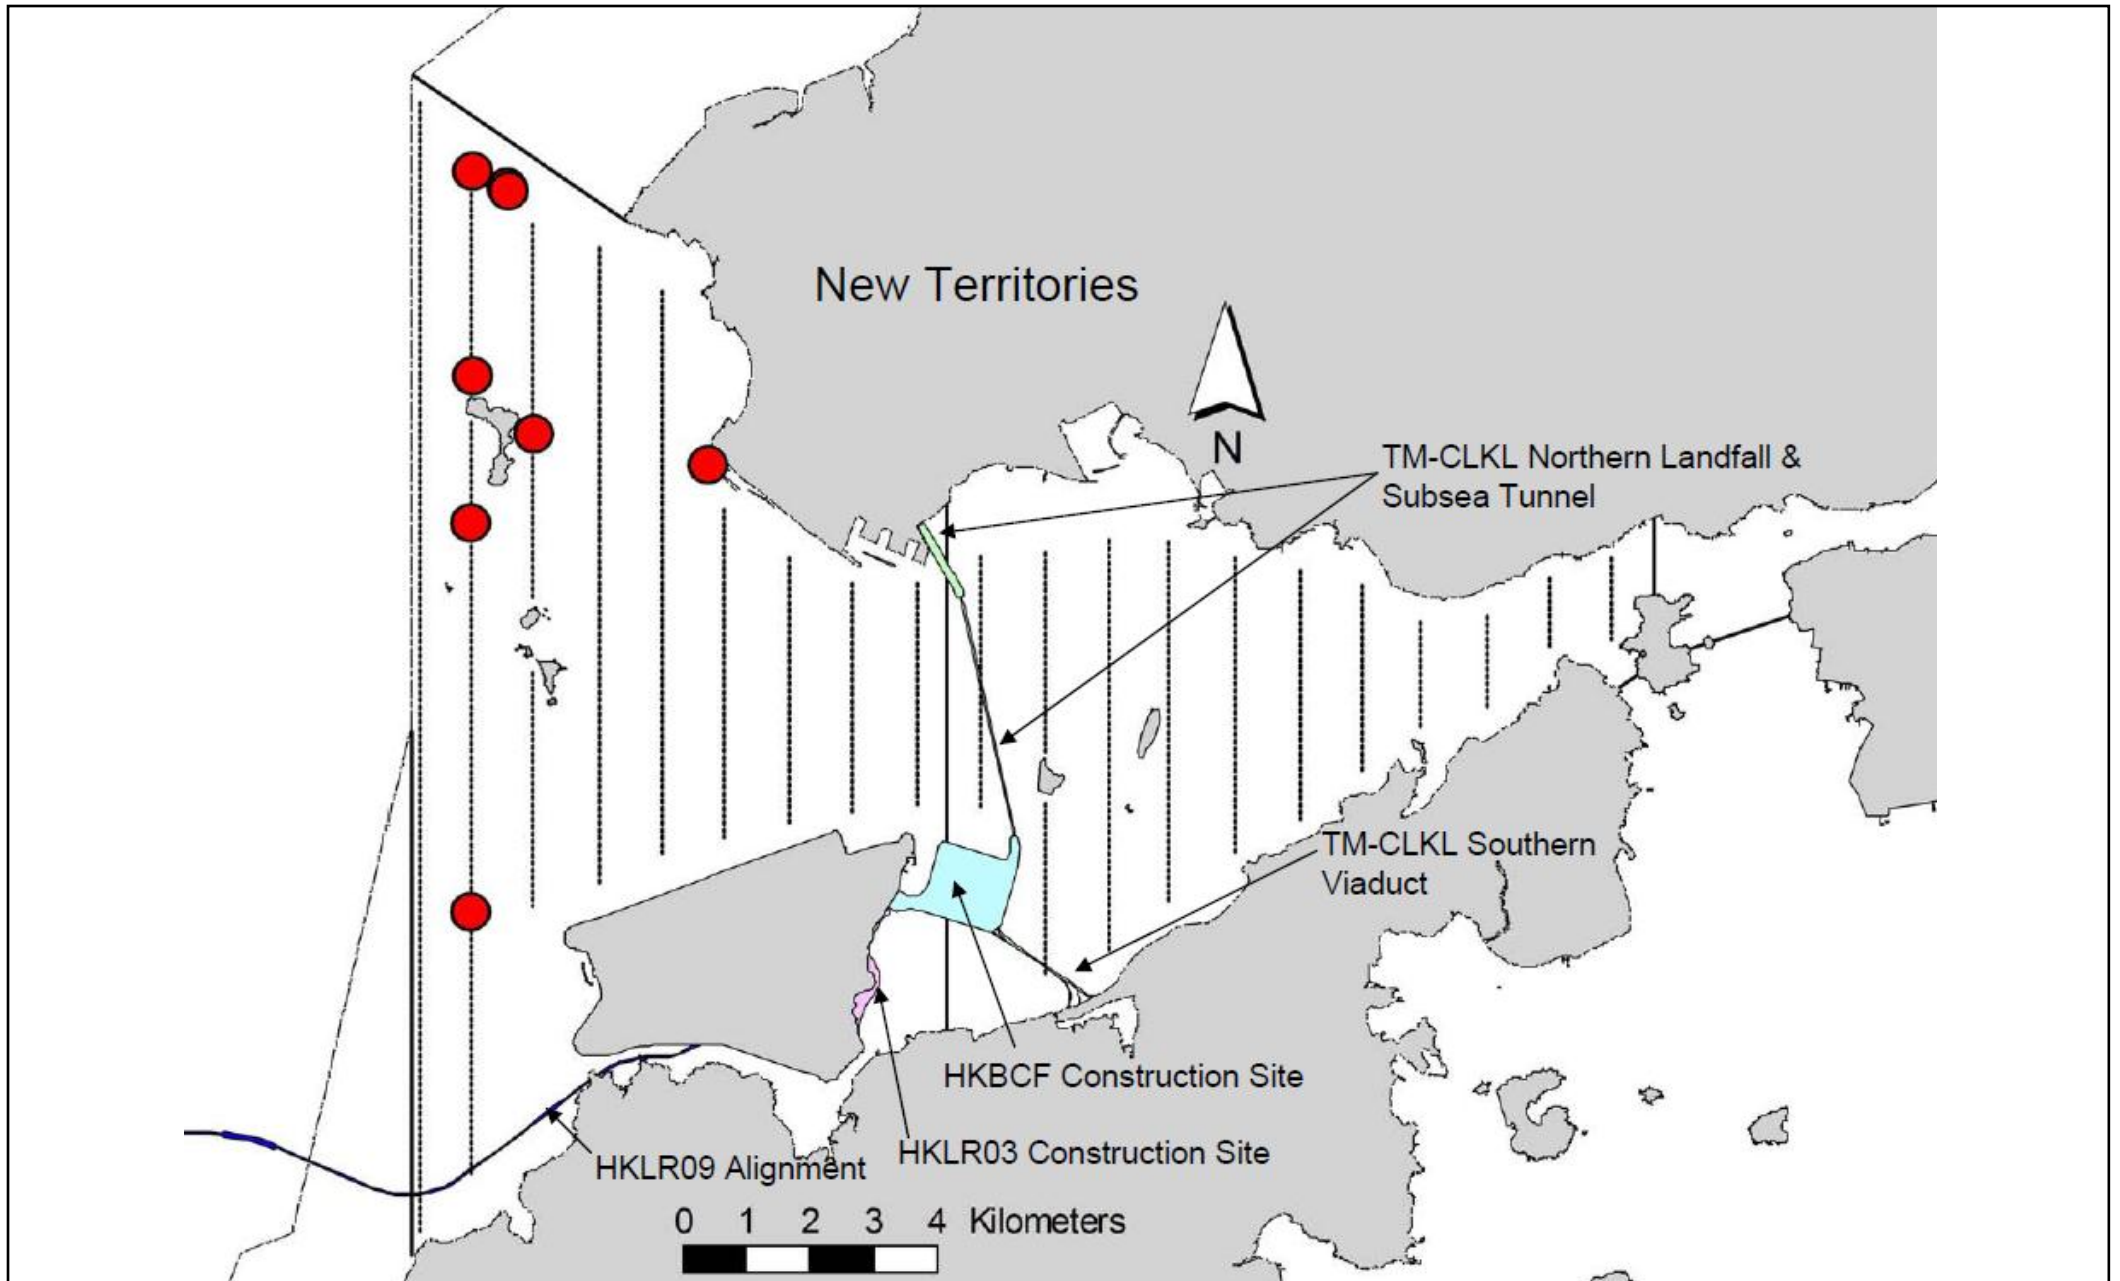 New Territories
N
TM-CLKL Northern Landfall &
Subsea Tunnel
TM-CLKL Southern
Viaduct
HKBCF Construction Site
HKLR03 Construction Site
HKLR09 Alignment
0 1 2 3 4 Kilometers